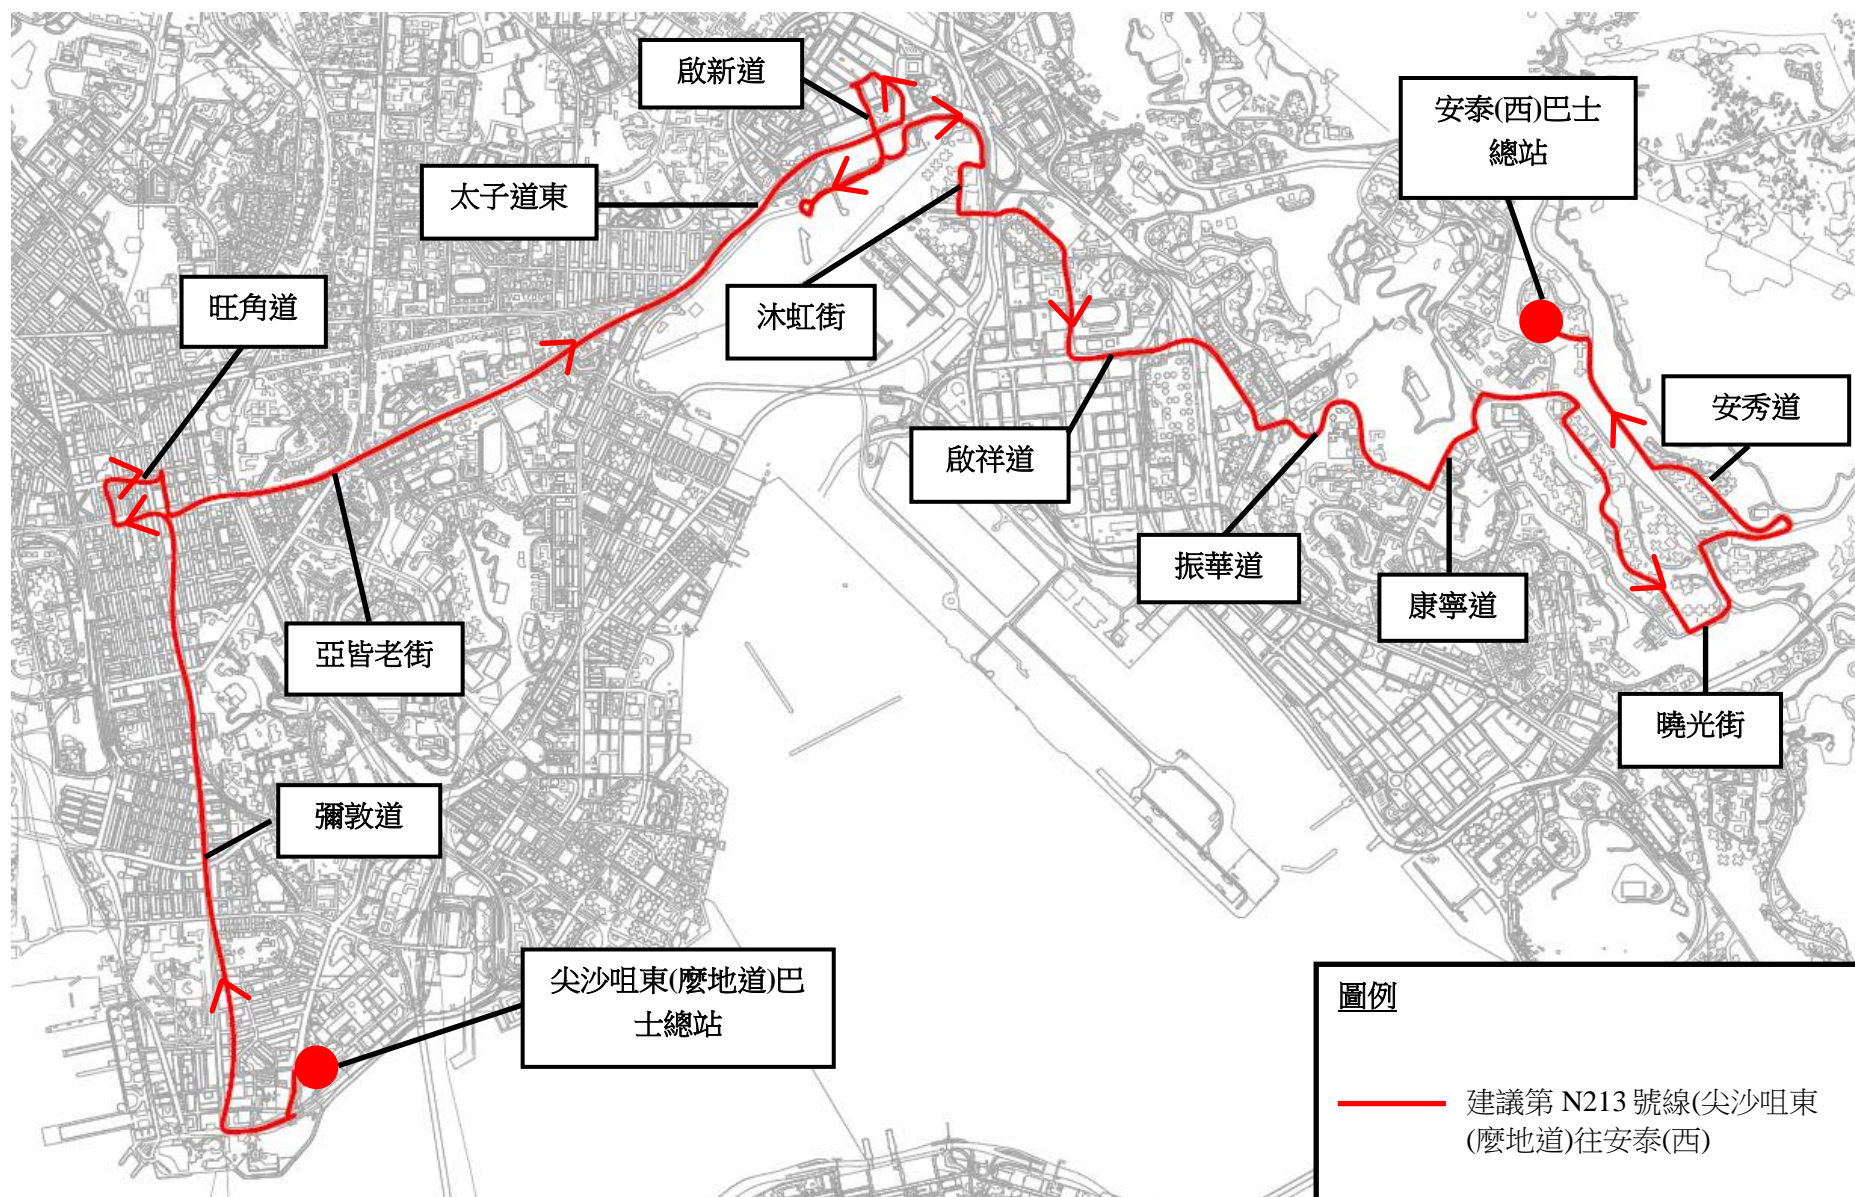 啟新道
安泰(西)巴士
總站
太子道東
旺角道
沐虹街
安秀道
啟祥道
振華道
康寧道
亞皆老街
曉光街
彌敦道
尖沙咀東(麼地道)巴
士總站
圖例
建議第 N213 號線(尖沙咀東
(麼地道)往安泰(西)